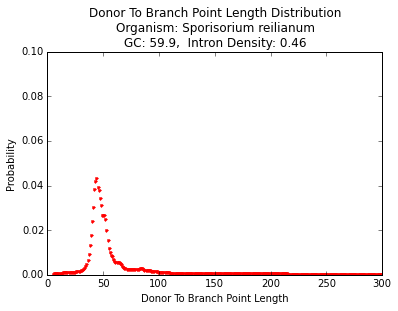 Donor To Branch Point Length Distribution
Organism: Sporisorium reilianum
GC: 59.9,  Intron Density: 0.46
0.10
0.08
0.06
0.04
0.02
0.00
Probability
0 50 100 150 200 250 300
Donor To Branch Point Length